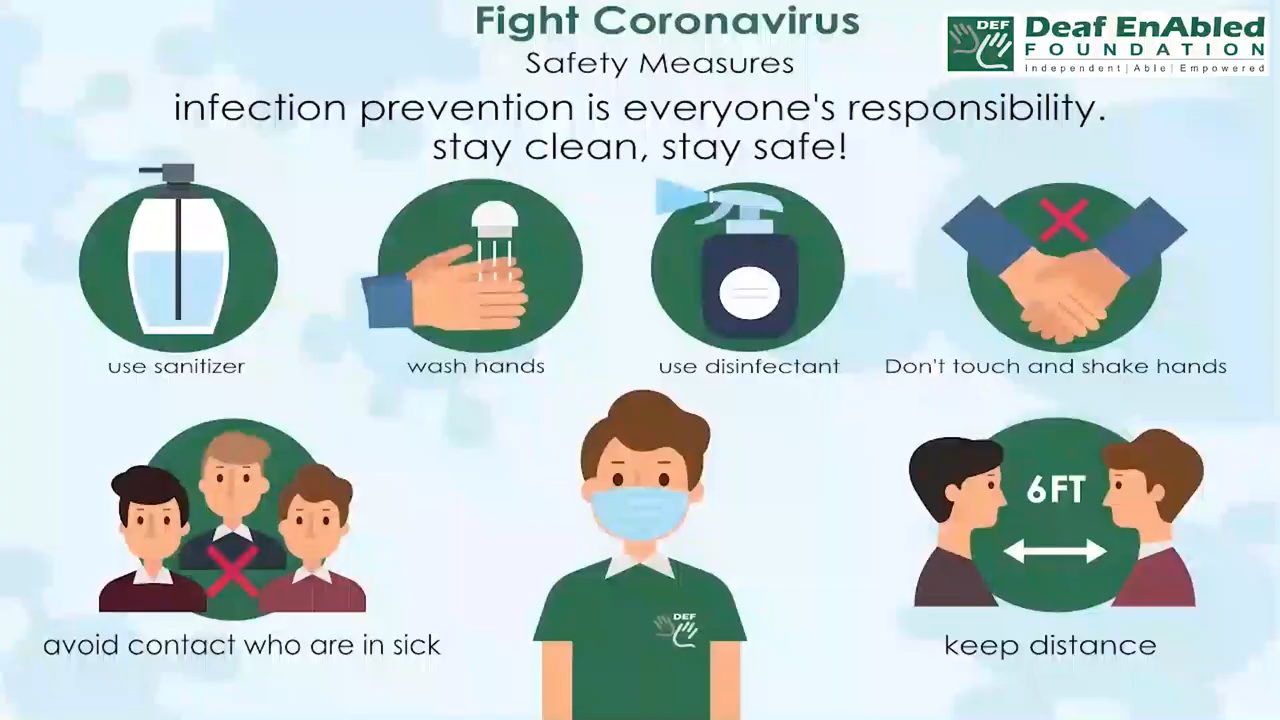 Fight Coronavirus
Safety Measures
infection prevention is everyone's responsibility.
stay clean, stay safe!
DEF
Deaf EnAbled
FOUNDATION
Independent | Able | Empowered
use sanitizer
wash hands
use disinfectant
Don't touch and shake hands
6FT
DEF
avoid contact who are in sick
keep distance